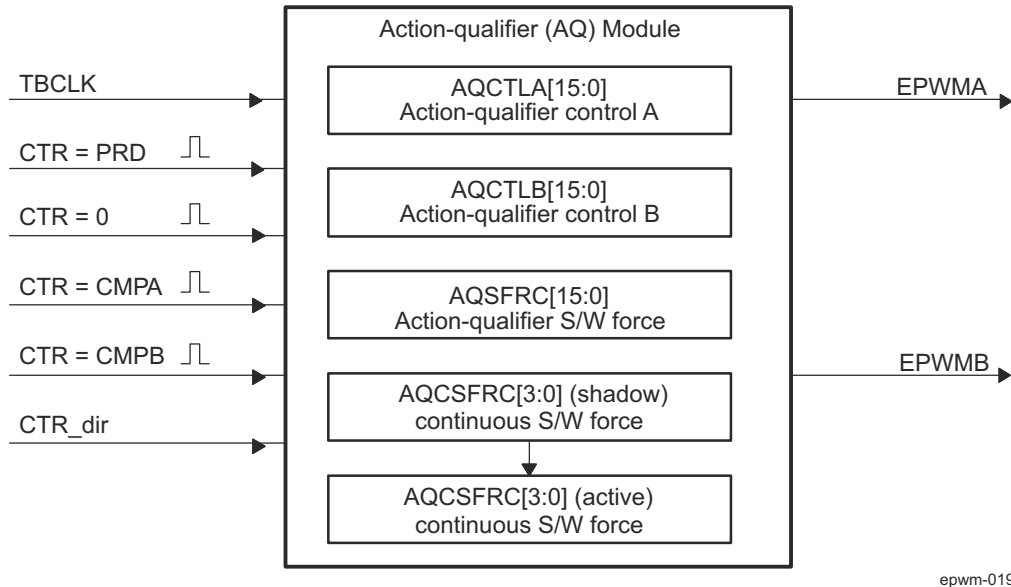 Action-qualifier (AQ) Module
TBCLK
CTR = PRD
CTR = 0
CTR = CMPA
CTR = CMPB
CTR_dir
AQCTLA[15:0]
Action-qualifier control A
AQCTLB[15:0]
Action-qualifier control B
AQSFRC[15:0]
Action-qualifier S/W force
AQCSFRC[3:0] (shadow)
continuous S/W force
AQCSFRC[3:0] (active)
continuous S/W force
EPWMA
EPWMB
epwm-019